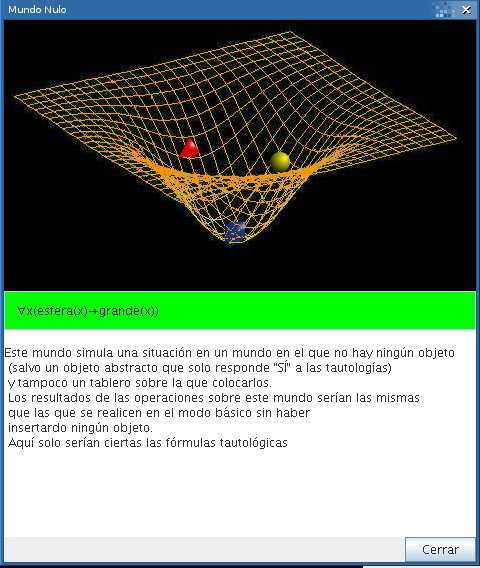 Mundo Nulo
∀x(esfera(x)→grande(x))
Este mundo simula una situación en un mundo en el que no hay ningún objeto
(salvo un objeto abstracto que solo responde "SÍ" a las tautologías)
y tampoco un tablero sobre la que colocarlos.
Los resultados de las operaciones sobre este mundo serían las mismas
que las que se realicen en el modo básico sin haber
insertando ningún objeto.
Aquí solo serían ciertas las fórmulas tautológicas
Cerrar